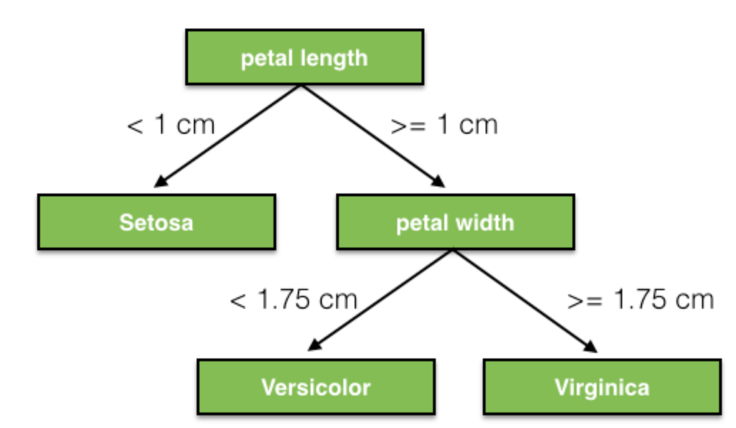 petal length
< 1 cm
>= 1 cm
Setosa
petal width
< 1.75 cm
>= 1.75 cm
Versicolor
Virginica